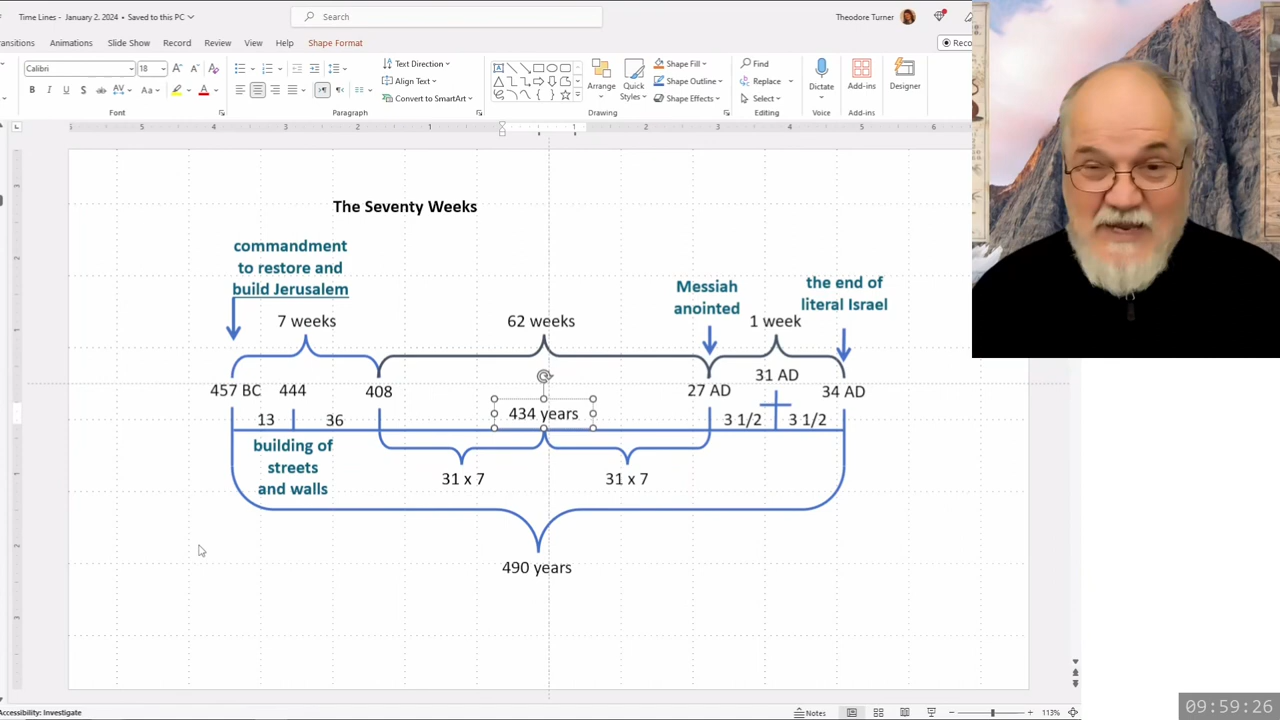 Time Lines - January 2. 2024 • Saved to this PC
Search
Theodore Turner
ansitions Animations Slide Show Record Review View Help Shape Format
Reco
Calibri 18
Text Direction
Align Text
Convert to SmartArt
Arrange
Quick
Styles
Shape Fill
Shape Outline
Shape Effects
Find
Replace
Select
Dictate
Add-ins
Designer
Font Paragraph Drawing Editing Voice Add-ins
The Seventy Weeks
commandment
to restore and
build Jerusalem
Messiah
anointed
the end of
literal Israel
7 weeks 62 weeks 1 week
31 AD
457 BC 444 408 27 AD 34 AD
13 36 434 years 3 1/2 3 1/2
building of
streets
and walls
31 x 7 31 x 7
490 years
Accessibility: Investigate
Notes
113%
09:59:26